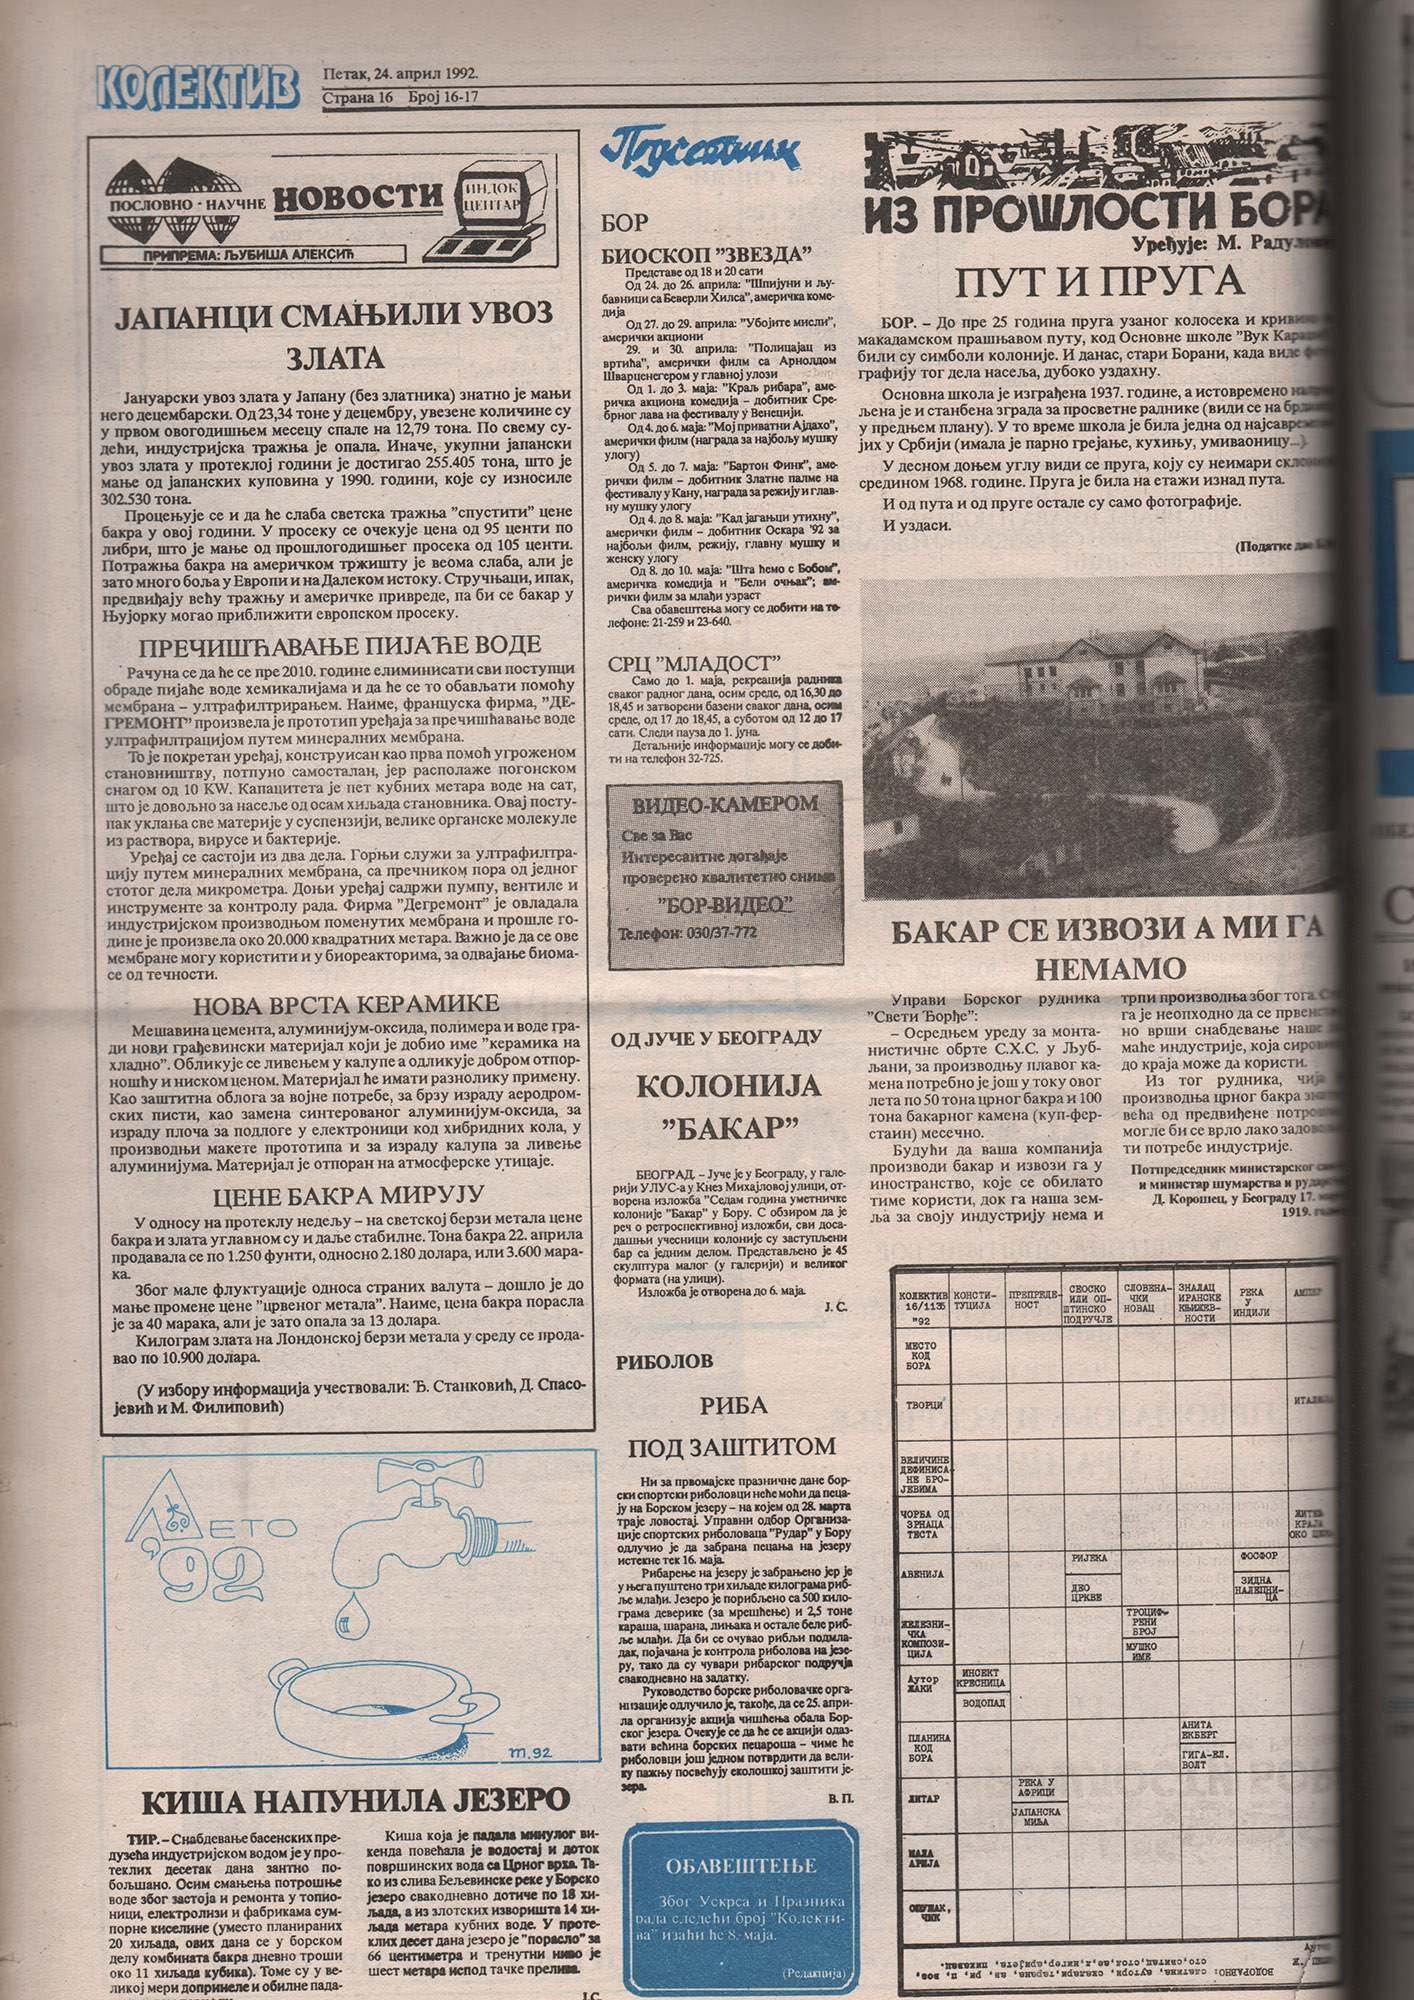 КОЛЕКТИВ
Петак, 24. април 1992.
Страна 16 Број 16-17
ПОСЛОВНО - НАУЧНЕ
НОВОСТИ
ИНДОК
ЦЕНТАР
ПРИПРЕМА: ЉУБИША АЛЕКСИЋ
ЈАПАНЦИ СМАЊИЛИ УВОЗ
ЗЛАТА
Јануарски увоз злата у Јапану (без златника) знатно је мањи
него децембарски. Од 23,34 тоне у децембру, увезене количине су
у првом овогодишњем месецу спале на 12,79 тона. По свему су-
дећи, индустријска тражња је опала. Иначе, укупни јапански
увоз злата у протеклој години је достигао 255.405 тона, што је
мање од јапанских куповина у 1990. години, које су износиле
302.530 тона.
Процењује се и да ће слаба светска тражња "спустити" цене
бакра у овој години. У просеку се очекује цена од 95 центи по
либри, што је мање од прошлогодишњег просека од 105 центи.
Потражња бакра на америчком тржишту је веома слаба, али је
зато много боља у Европи и на Далеком истоку. Стручњаци, ипак,
предвиђају већу тражњу и америчке привреде, па би се бакар у
Њујорку могао приближити европском просеку.
ПРЕЧИШЋАВАЊЕ ПИЈАЋЕ ВОДЕ
Рачуна се да ће се пре 2010. године елиминисати сви поступци
обраде пијаће воде хемикалијама и да ће се то обављати помоћу
мембрана – ултрафилтрирањем. Наиме, француска фирма, "ДЕ-
ГРЕМОНТ" произвела је прототип уређаја за пречишћавање воде
ултрафилтрацијом путем минералних мембрана.
То је покретан уређај, конструисан као прва помоћ угроженом
становништву, потпуно самосталан, јер располаже погонском
снагом од 10 KW. Капацитета је пет кубних метара воде на сат,
што је довољно за насеље од осам хиљада становника. Овај посту-
пак уклања све материје у суспензији, велике органске молекуле
из раствора, вирусе и бактерије.
Уређај се састоји из два дела. Горњи служи за ултрафилтра-
цију путем минералних мембрана, са пречником пора од једног
стотог дела микрометра. Доњи уређај садржи пумпу, вентиле и
инструменте за контролу рада. Фирма "Дегремонт" је овладала
индустријском производњом поменутих мембрана и прошле го-
дине је произвела око 20.000 квадратних метара. Важно је да се ове
мембране могу користити и у биореакторима, за одвајање биома-
се од течности.
НОВА ВРСТА КЕРАМИКЕ
Мешавина цемента, алуминијум-оксида, полимера и воде гра-
ди нови грађевински материјал који је добио име "керамика на
хладно". Обликује се ливењем у калупе а одликује добром отпор-
ношћу и ниском ценом. Материјал ће имати разнолику примену.
Као заштитна облога за војне потребе, за брзу израду аеродром-
ских писти, као замена синтерованог алуминијум-оксида, за
израду плоча за подлоге у електроници код хибридних кола, у
производњи макете прототипа и за израду калупа за ливење
алуминијума. Материјал је отпоран на атмосферске утицаје.
ЦЕНЕ БАКРА МИРУЈУ
У односу на протеклу недељу – на светској берзи метала цене
бакра и злата углавном су и даље стабилне. Тона бакра 22. априла
продавала се по 1.250 фунти, односно 2.180 долара, или 3.600 мара-
ка.
Због мале флуктуације односа страних валута – дошло је до
мање промене цене "црвеног метала". Наиме, цена бакра порасла
је за 40 марака, али је зато опала за 13 долара.
Килограм злата на Лондонској берзи метала у среду се прода-
вао по 10.900 долара.
(У избору информација учествовали: Ђ. Станковић, Д. Спасо-
јевић и М. Филиповић)
ЛЕТО
'92
m.92
КИША НАПУНИЛА ЈЕЗЕРО
ТИР. – Снабдевање басенских пре-
дузећа индустријском водом је у про-
теклих десетак дана зантно по-
бољшано. Осим смањења потрошње
воде због застоја и ремонта у топио-
ници, електролизи и фабрикама сум-
порне киселине (уместо планираних
20 хиљада, ових дана се у борском
делу комбината бакра дневно троши
око 11 хиљада кубика). Томе су у ве-
ликој мери допринеле и обилне пада-
Киша која је падала минулог ви-
кенда повећала је водостај и доток
површинских вода са Црног врха. Та-
ко из слива Бељевинске реке у Борско
језеро свакодневно дотиче по 18 хи-
љада, а из злотских изворишта 14 хи-
љада метара кубних воде. У проте-
клих десет дана језеро је "порасло" за
66 центиметра и тренутни ниво је
шест метара испод тачке прелива.
Ј.С.
Подсетник
БОР
БИОСКОП "ЗВЕЗДА"
Представе од 18 и 20 сати
Од 24. до 26. априла: "Шпијуни и љу-
бавници са Беверли Хилса", америчка коме-
дија
Од 27. до 29. априла: "Убојите мисли",
амерички акциони
29. и 30. априла: "Полицајац из
вртића", амерички филм са Арнолдом
Шварценегером у главној улози
Од 1. до 3. маја: "Краљ рибара", аме-
ричка акциона комедија – добитник Сре-
брног лава на фестивалу у Венецији.
Од 4. до 6. маја: "Мој приватни Ајдахо",
амерички филм (награда за најбољу мушку
улогу)
Од 5. до 7. маја: "Бартон Финк", аме-
рички филм – добитник Златне палме на
фестивалу у Кану, награда за режију и глав-
ну мушку улогу
Од 4. до 8. маја: "Кад јагањци утихну",
амерички филм – добитник Оскара '92 за
најбољи филм, режију, главну мушку и
женску улогу
Од 8. до 10. маја: "Шта ћемо с Бобом",
америчка комедија и "Бели очњак"; аме-
рички филм за млађи узраст
Сва обавештења могу се добити на те-
лефоне: 21-259 и 23-640.
СРЦ "МЛАДОСТ"
Само до 1. маја, рекреација радника
сваког радног дана, осим среде, од 16,30 до
18,45 и затворени базени сваког дана, осим
среде, од 17 до 18,45, а суботом од 12 до 17
сати. Следи пауза до 1. јуна.
Детаљније информације могу се доби-
ти на телефон 32-725.
ВИДЕО-КАМЕРОМ
Све за Вас
Интересантне догађаје
проверено квалитетно снима
"БОР-ВИДЕО"
Телефон: 030/37-772
ОД ЈУЧЕ У БЕОГРАДУ
КОЛОНИЈА
"БАКАР"
БЕОГРАД. – Јуче је у Београду, у гале-
рији УЛУС-а у Кнез Михајловој улици, от-
ворена изложба "Седам година уметничке
колоније "Бакар" у Бору. С обзиром да је
реч о ретроспективној изложби, сви доса-
дашњи учесници колоније су заступљени
бар са једним делом. Представљено је 45
скулптура малог (у галерији) и великог
формата (на улици).
Изложба је отворена до 6. маја.
Ј. С.
РИБОЛОВ
РИБА
ПОД ЗАШТИТОМ
Ни за првомајске празничне дане бор-
ски спортски риболовци неће моћи да пеца-
ју на Борском језеру – на којем од 28. марта
траје ловостај. Управни одбор Организа-
ције спортских риболоваца "Рудар" у Бору
одлучио је да забрана пецања на језеру
истекне тек 16. маја.
Рибарење на језеру је забрањено јер је
у њега пуштено три хиљаде килограма риб-
ље млађи. Језеро је порибљено са 500 кило-
грама деверике (за мрешћење) и 2,5 тоне
караша, шарана, лињака и остале беле риб-
ље млађи. Да би се очувао рибљи подмла-
дак, појачана је контрола риболова на језе-
ру, тако да су чувари рибарског подручја
свакодневно на задатку.
Руководство борске риболовачке орга-
низације одлучило је, такође, да се 25. апри-
ла организује акција чишћења обала Бор-
ског језера. Очекује се да ће се акцији одаз-
вати већина борских пецароша – чиме ће
риболовци још једном потврдити да вели-
ку пажњу посвећују еколошкој заштити је-
зера.
В. П.
ОБАВЕШТЕЊЕ
Због Ускрса и Празника
рада следећи број "Колекти-
ва" изаћи ће 8. маја.
(Редакција)
ИЗ ПРОШЛОСТИ БОРА
Уређује: М.
ПУТ И ПРУГА
БОР. – До пре 25 година пруга узаног колосека и
макадамском прашњавом путу, код Основне школе "Вук
били су симболи колоније. И данас, стари Борани, када виде
графију тог дела насеља, дубоко уздахну.
Основна школа је изграђена 1937. године, а истовремено
љена је и станбена зграда за просветне раднике (види се на
у предњем плану). У то време школа је била једна од
јих у Србији (имала је парно грејање, кухињу, умиваоницу...)
У десном доњем углу види се пруга, коју су неимари
средином 1968. године. Пруга је била на етажи изнад пута.
И од пута и од пруге остале су само фотографије.
И уздаси.
(Податке
БАКАР СЕ ИЗВОЗИ А МИ ГА
НЕМАМО
Управи Борског рудника
"Свети Ђорђе":
– Осредњем уреду за монта-
нистичне обрте С.Х.С. у Љуб-
љани, за производњу плавог ка-
мена потребно је још у току овог
лета по 50 тона црног бакра и 100
тона бакарног камена (куп-фер-
стаин) месечно.
Будући да ваша компанија
производи бакар и извози га у
иностранство, које се обилато
тиме користи, док га наша зем-
ља за своју индустрију нема и
трпи производња због тога.
га је неопходно да се
но врши снабдевање наше
маће индустрије, која
до краја може да користи.
Из тог рудника,
производња црног бакра
већа од предвиђене
могле би се врло лако
ти потребе индустрије.
Потпредседник министарског
и министар шумарства и
Д. Корошец, у Београду 17.
1919.
КОЛЕКТИВ
16/1135
"92
КОНСТИ-
ТУЦИЈА
ПРЕПРЕДЕ-
НОСТ
СЕОСКО
ИЛИ ОП-
ШТИНСКО
ПОДРУЧЈЕ
СЛОВЕНА-
ЧКИ
НОВАЦ
ЗНАЛАЦ
ИРАНСКЕ
КЊИЖЕВ-
НОСТИ
РЕКА
У
ИНДИЈИ
АМПЕР
МЕСТО
КОД
БОРА
ТВОРЦИ
ВЕЛИЧИНЕ
ДЕФИНИСА-
НЕ БРО-
ЈЕВИМА
ЧОРБА ОД
ЗРНАЦА
ТЕСТА
АВЕНИЈА
РИЈЕКА
ДЕО
ЦРКВЕ
ФОСФОР
ЗИДНА
НАЛЕПНИ-
ЦА
ЖЕЛЕЗНИ-
ЧКА
КОМПОЗИ-
ЦИЈА
ТРОЦИФ-
РЕНИ
БРОЈ
МУШКО
ИМЕ
Аутор
ЖАКИ
ИНСЕКТ
КРЕСНИЦА
ВОДОПАД
ПЛАНИНА
КОД
БОРА
АНИТА
ЕКБЕРГ
ГИГА-ЕЛ.
ВОЛТ
ЛИТАР
РЕКА У
АФРИЦИ
ЈАПАНСКА
МИЉА
МАЛА
АРИЈА
ОПУШАК,
ЧИК
ВОДОРАВНО: